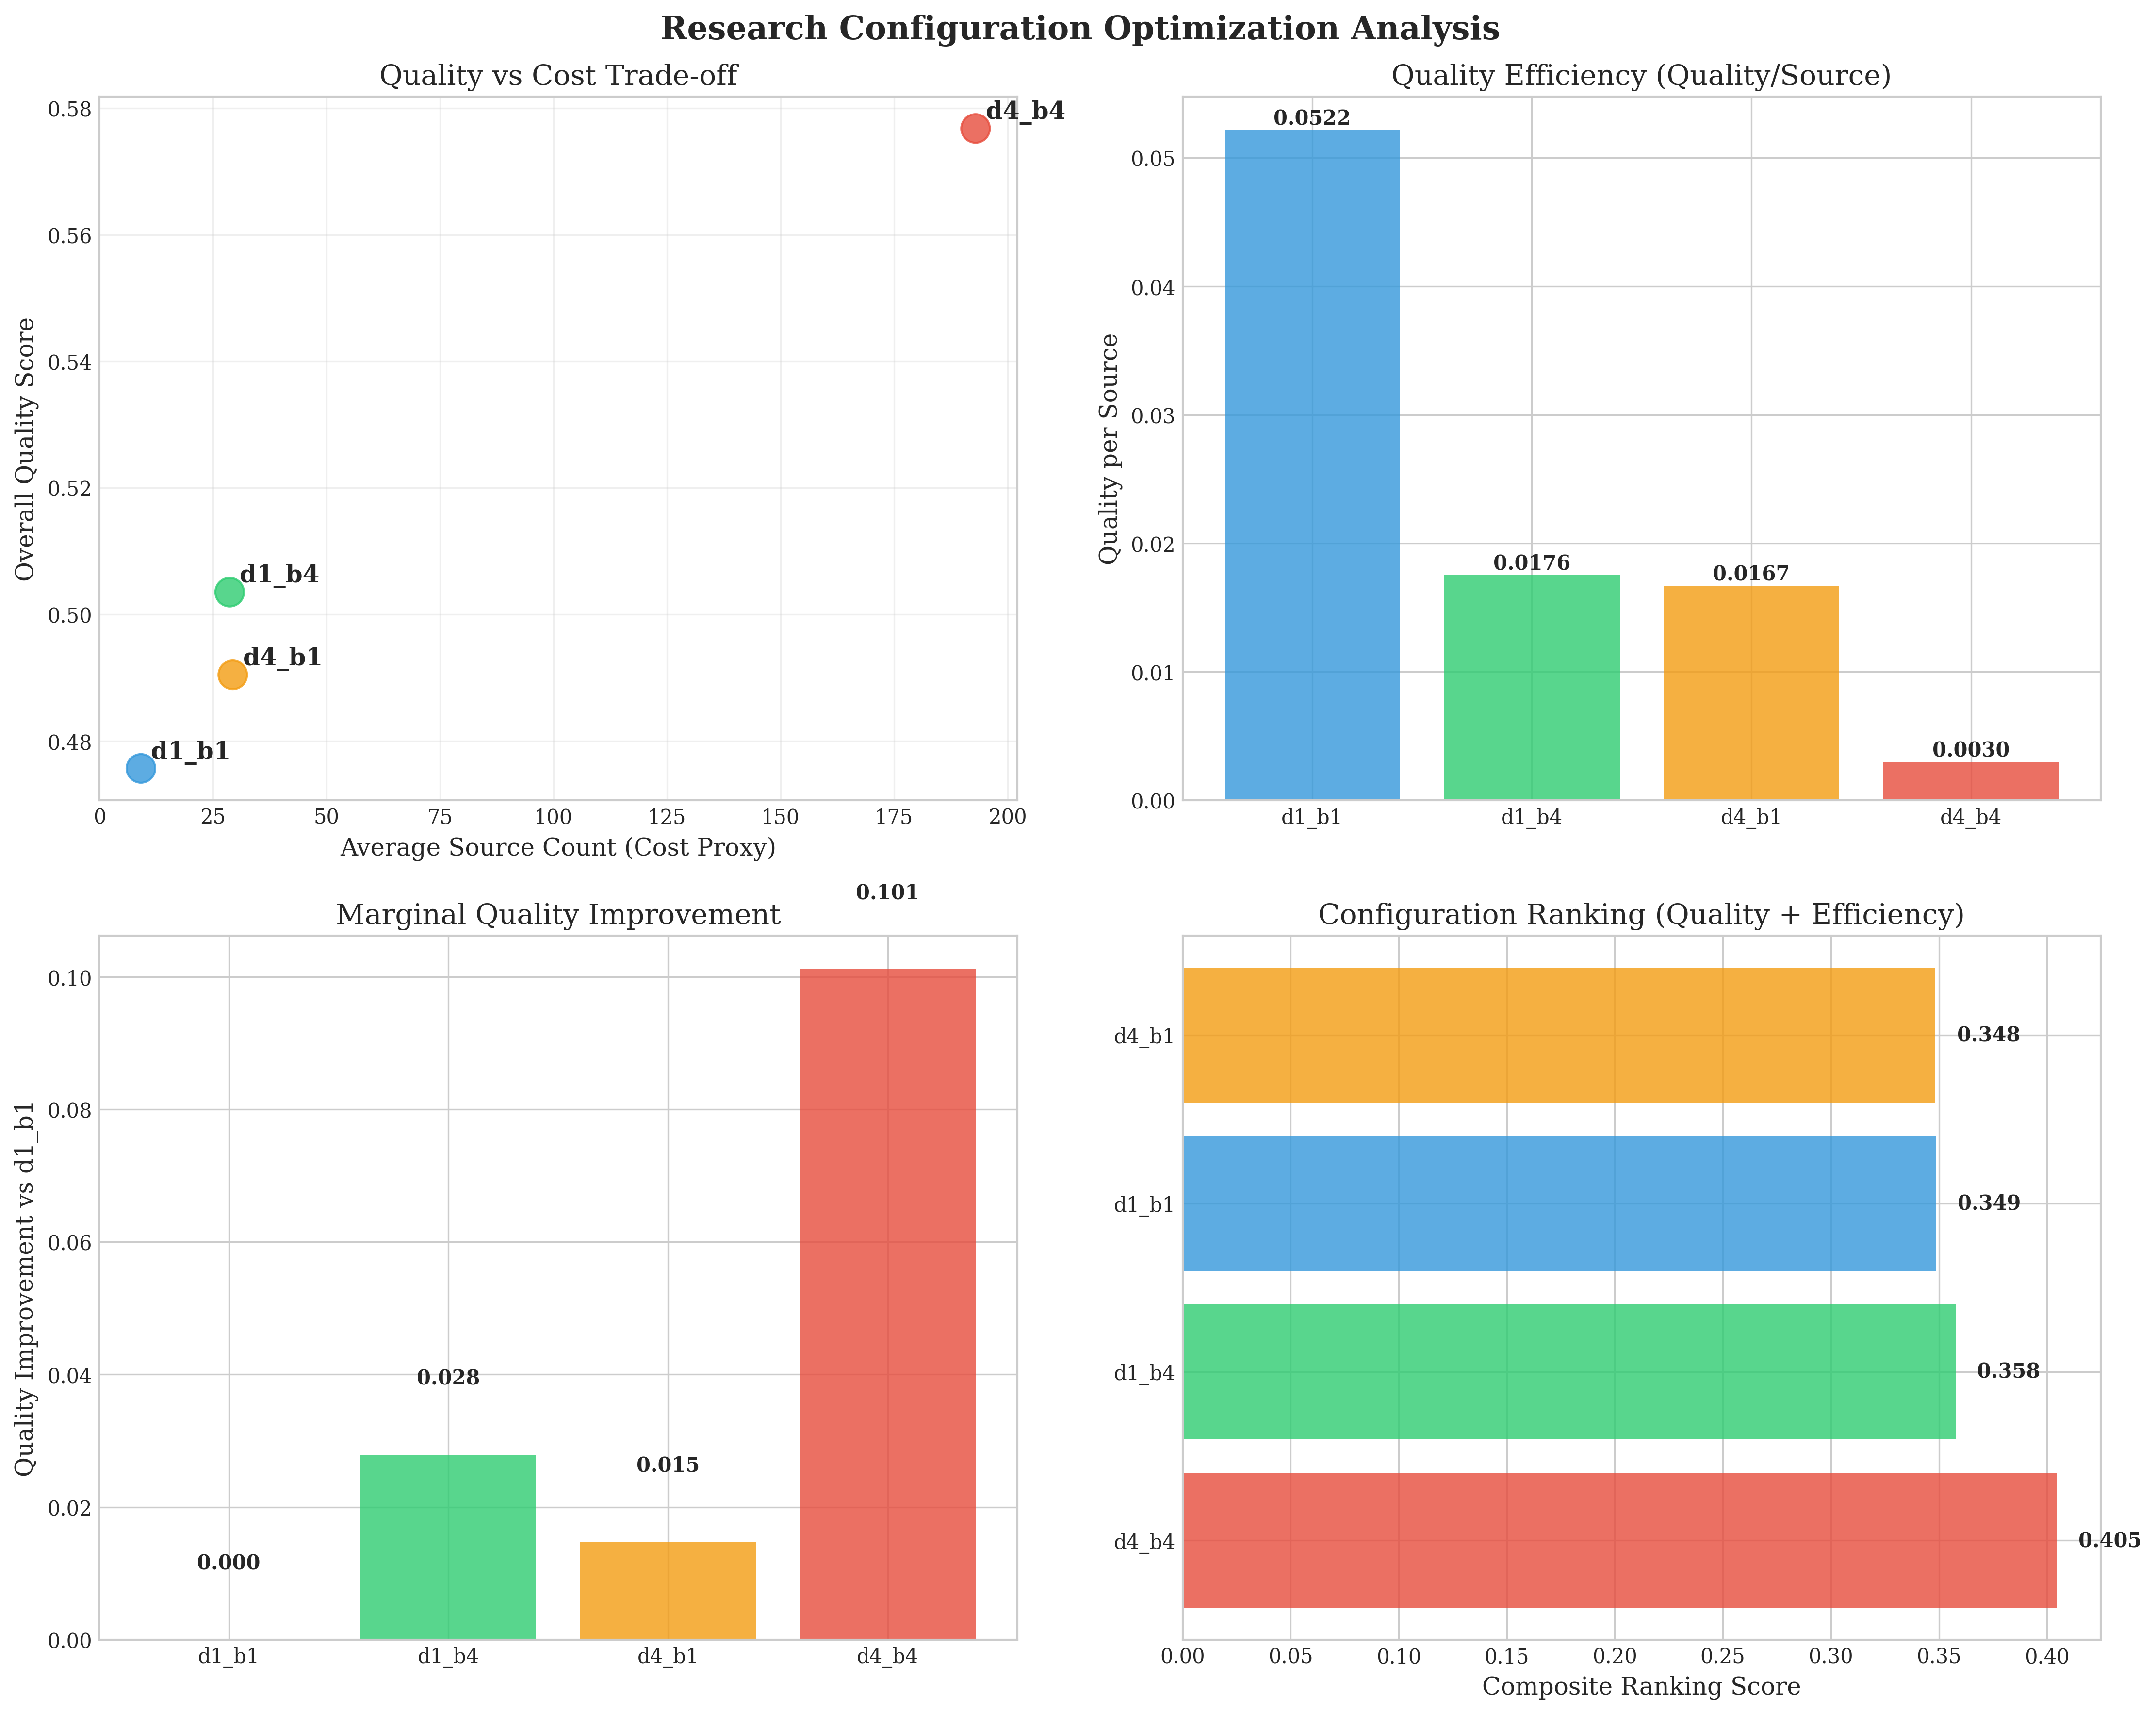 Research Configuration Optimization Analysis
Quality vs Cost Trade-off
0.58
0.56
0.54
0.52
0.50
0.48
Overall Quality Score
d4_b4
d1_b4
d4_b1
d1_b1
0 25 50 75 100 125 150 175 200
Average Source Count (Cost Proxy)
Quality Efficiency (Quality/Source)
0.05
0.04
0.03
0.02
0.01
0.00
Quality per Source
0.0522
0.0176
0.0167
0.0030
d1_b1 d1_b4 d4_b1 d4_b4
Marginal Quality Improvement
0.10
0.08
0.06
0.04
0.02
0.00
Quality Improvement vs d1_b1
0.101
0.028
0.015
0.000
d1_b1 d1_b4 d4_b1 d4_b4
Configuration Ranking (Quality + Efficiency)
d4_b1 0.348
d1_b1 0.349
d1_b4 0.358
d4_b4 0.405
0.00 0.05 0.10 0.15 0.20 0.25 0.30 0.35 0.40
Composite Ranking Score